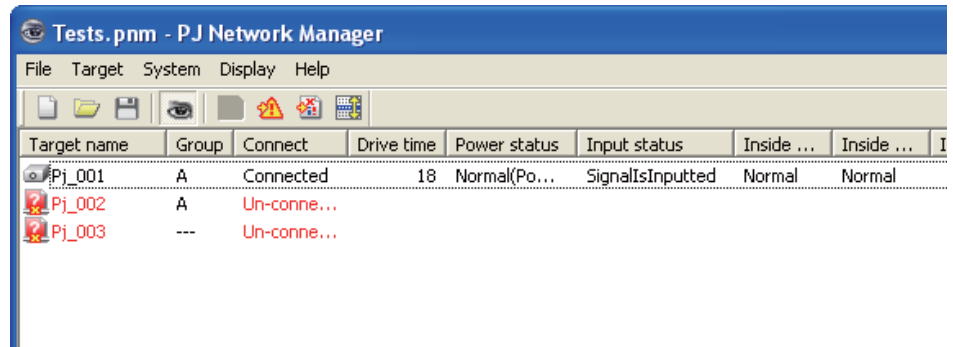 Tests.pnm - PJ Network Manager
File Target System Display Help
Target name Group Connect Drive time Power status Input status Inside ... Inside ... I
Pj_001 A Connected 18 Normal(Po... SignalIsInputted Normal Normal
Pj_002 A Un-conne...
Pj_003 --- Un-conne...